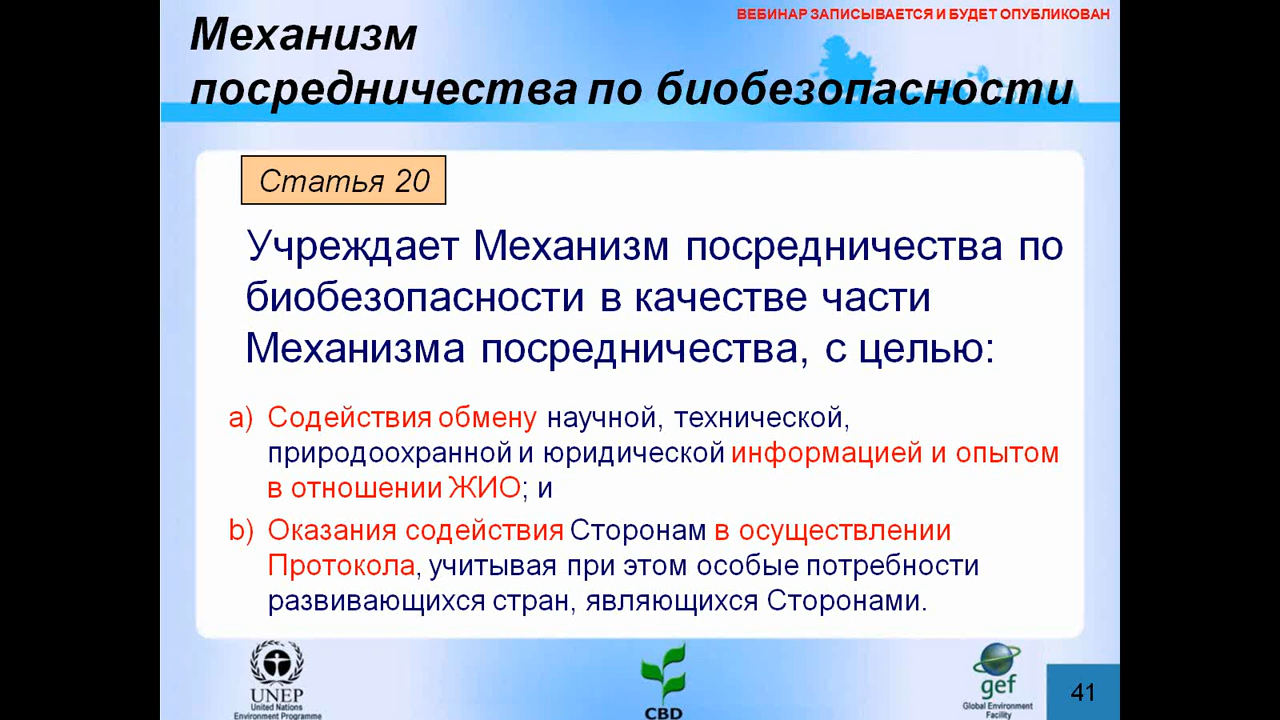 ВЕБИНАР ЗАПИСЫВАЕТСЯ И БУДЕТ ОПУБЛИКОВАН
Механизм
посредничества по биобезопасности
Статья 20
Учреждает Механизм посредничества по
биобезопасности в качестве части
Механизма посредничества, с целью:
a) Содействия обмену научной, технической,
природоохранной и юридической информацией и опытом
в отношении ЖИО; и
b) Оказания содействия Сторонам в осуществлении
Протокола, учитывая при этом особые потребности
развивающихся стран, являющихся Сторонами.
UNEP
United Nations
Environment Programme
CBD
gef
Global Environment
Facility
41